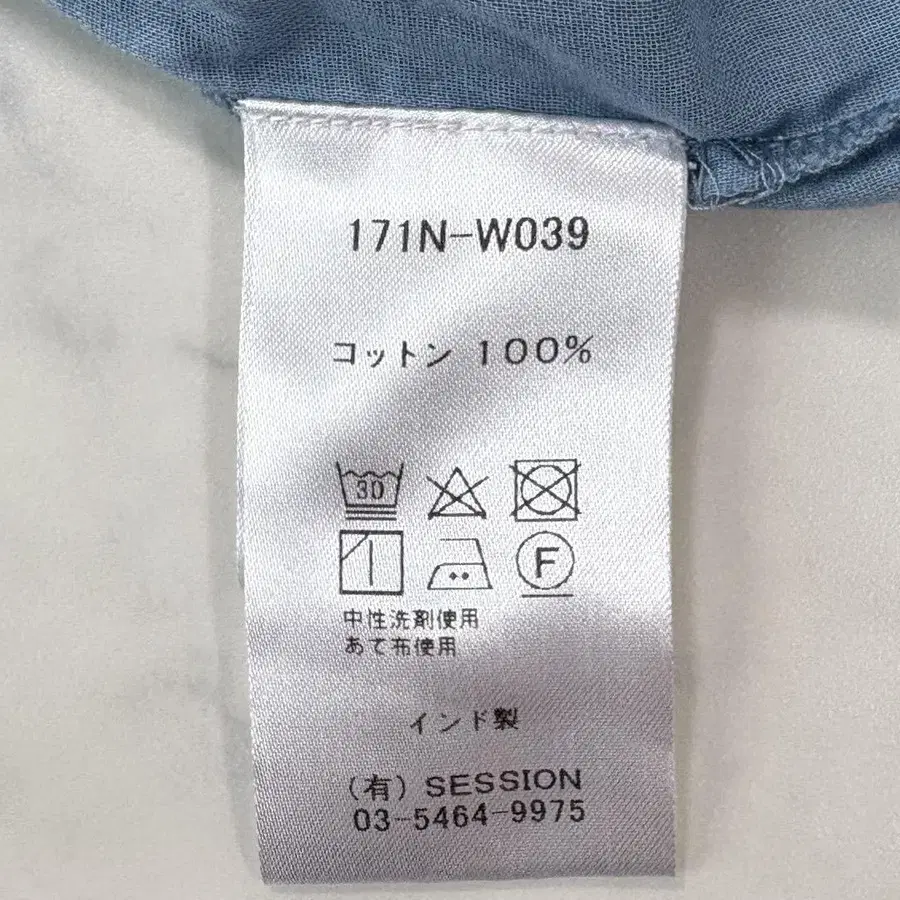 171N-W039
コットン 100%
30
F
中性洗剤使用
あて布使用
インド製
(有) SESSION
03-5464-9975